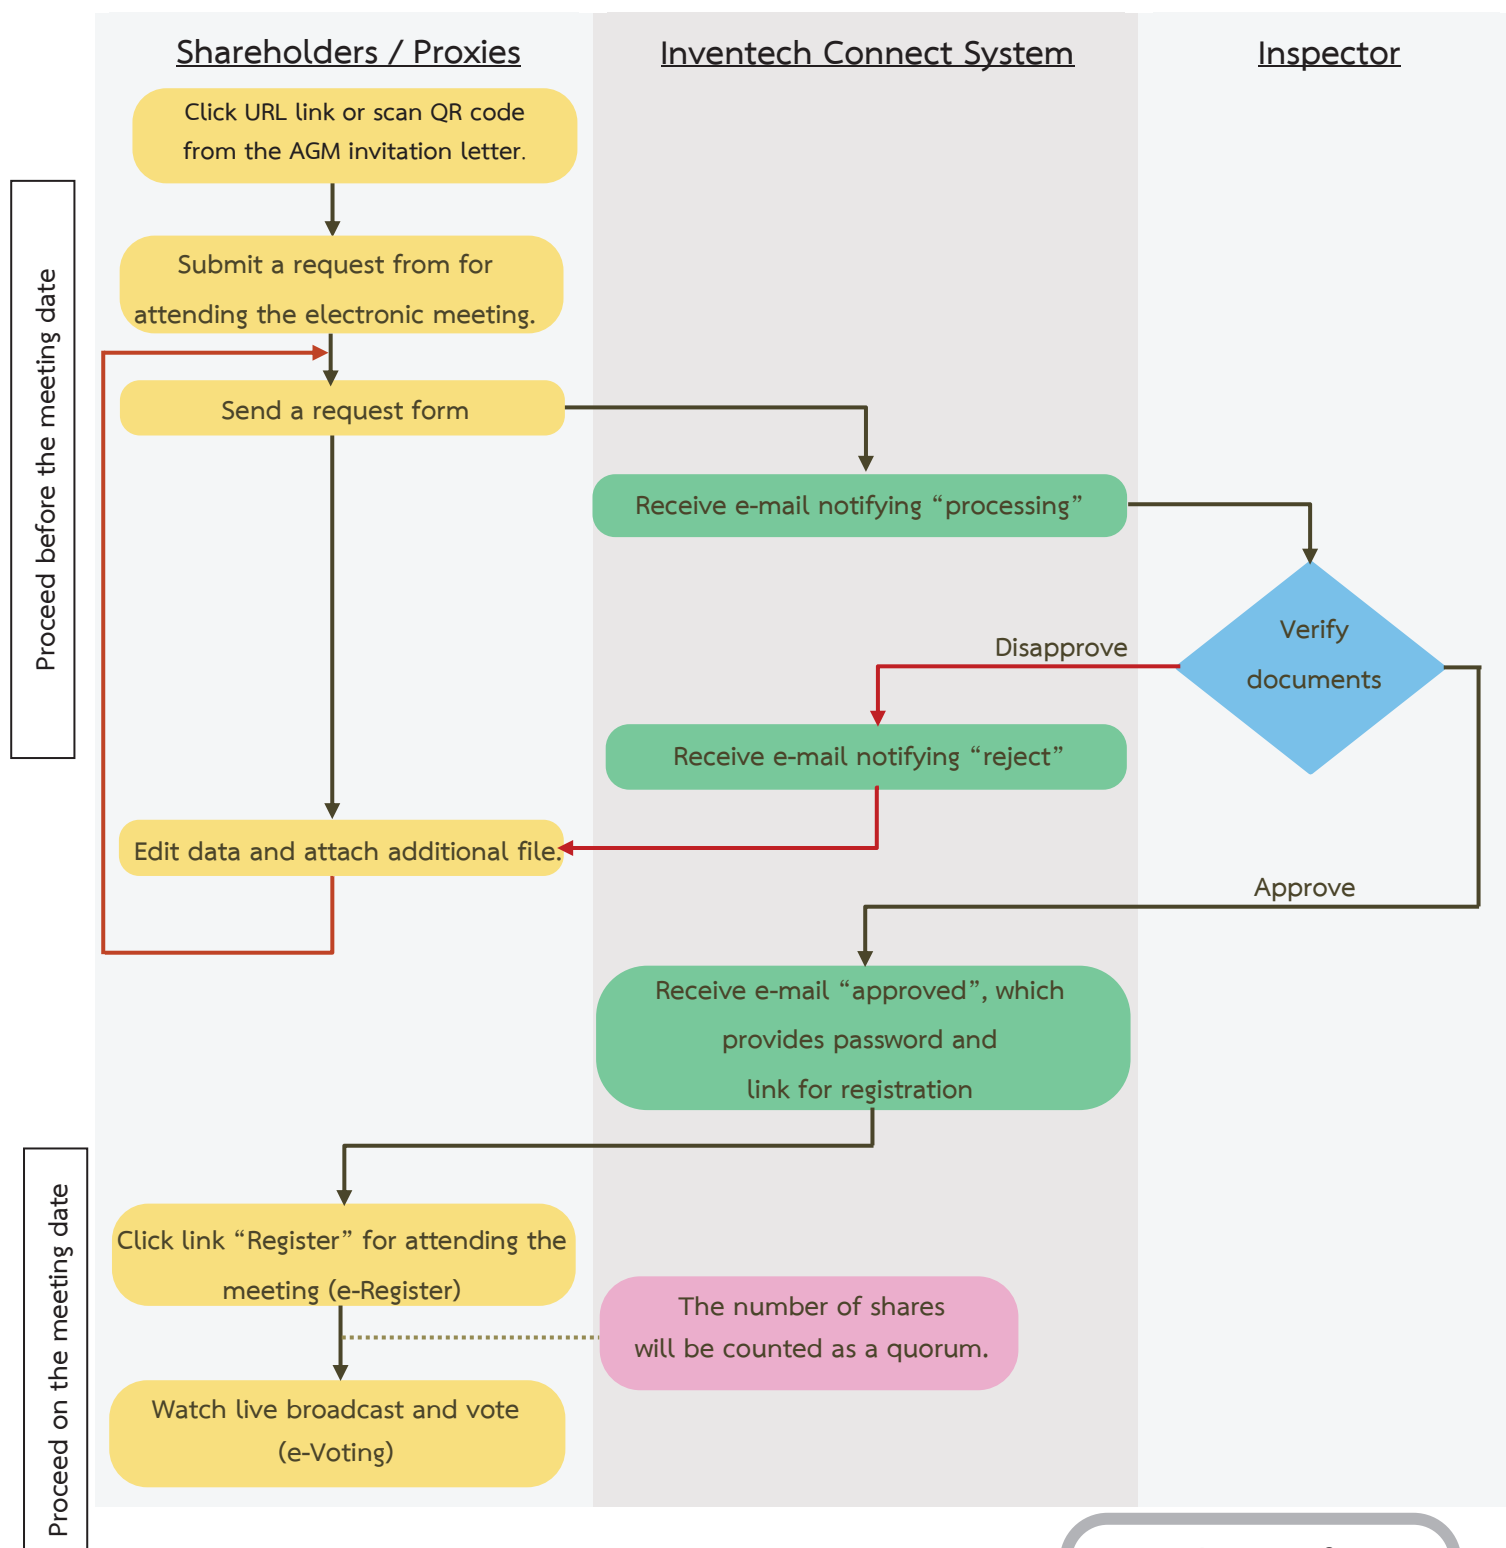 Shareholders / Proxies
Inventech Connect System
Inspector
Click URL link or scan QR code
from the AGM invitation letter.
Proceed before the meeting date
Submit a request from for
attending the electronic meeting.
Send a request form
Receive e-mail notifying “processing”
Verify
documents
Disapprove
Receive e-mail notifying “reject”
Edit data and attach additional file.
Approve
Receive e-mail “approved”, which
provides password and
link for registration
Proceed on the meeting date
Click link “Register” for attending the
meeting (e-Register)
The number of shares
will be counted as a quorum.
Watch live broadcast and vote
(e-Voting)